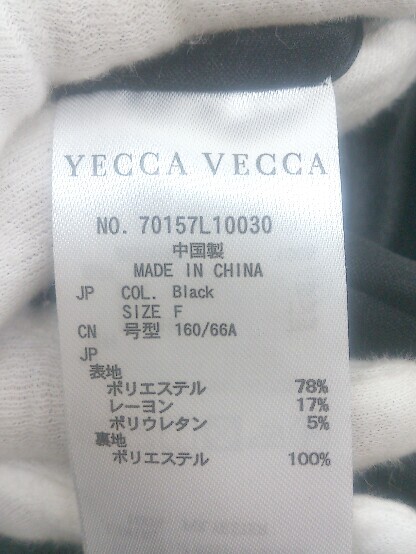 YECCA VECCA
NO. 70157L10030
中国製
MADE IN CHINA
JP COL. Black
SIZE F
CN 号型 160/66A
JP
表地
ポリエステル 78%
レーヨン 17%
ポリウレタン 5%
裏地
ポリエステル 100%